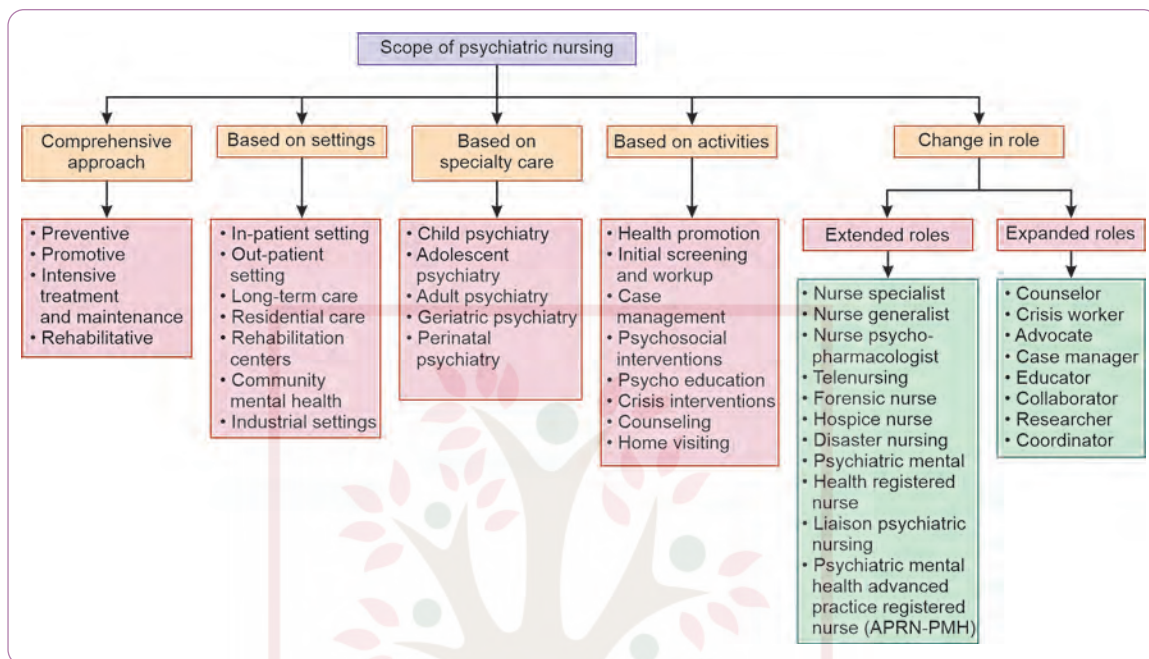 Scope of psychiatric nursing
Comprehensive
approach
• Preventive
• Promotive
• Intensive
treatment
and maintenance
• Rehabilitative
Based on settings
• In-patient setting
• Out-patient
setting
• Long-term care
• Residential care
• Rehabilitation
centers
• Community
mental health
• Industrial settings
Based on
specialty care
• Child psychiatry
• Adolescent
psychiatry
• Adult psychiatry
• Geriatric psychiatry
• Perinatal
psychiatry
Based on activities
• Health promotion
• Initial screening
and workup
• Case
management
• Psychosocial
interventions
• Psycho education
• Crisis interventions
• Counseling
• Home visiting
Change in role
Extended roles
• Nurse specialist
• Nurse generalist
• Nurse psycho-
pharmacologist
• Telenursing
• Forensic nurse
• Hospice nurse
• Disaster nursing
• Psychiatric mental
• Health registered
nurse
• Liaison psychiatric
nursing
• Psychiatric mental
health advanced
practice registered
nurse (APRN-PMH)
Expanded roles
• Counselor
• Crisis worker
• Advocate
• Case manager
• Educator
• Collaborator
• Researcher
• Coordinator